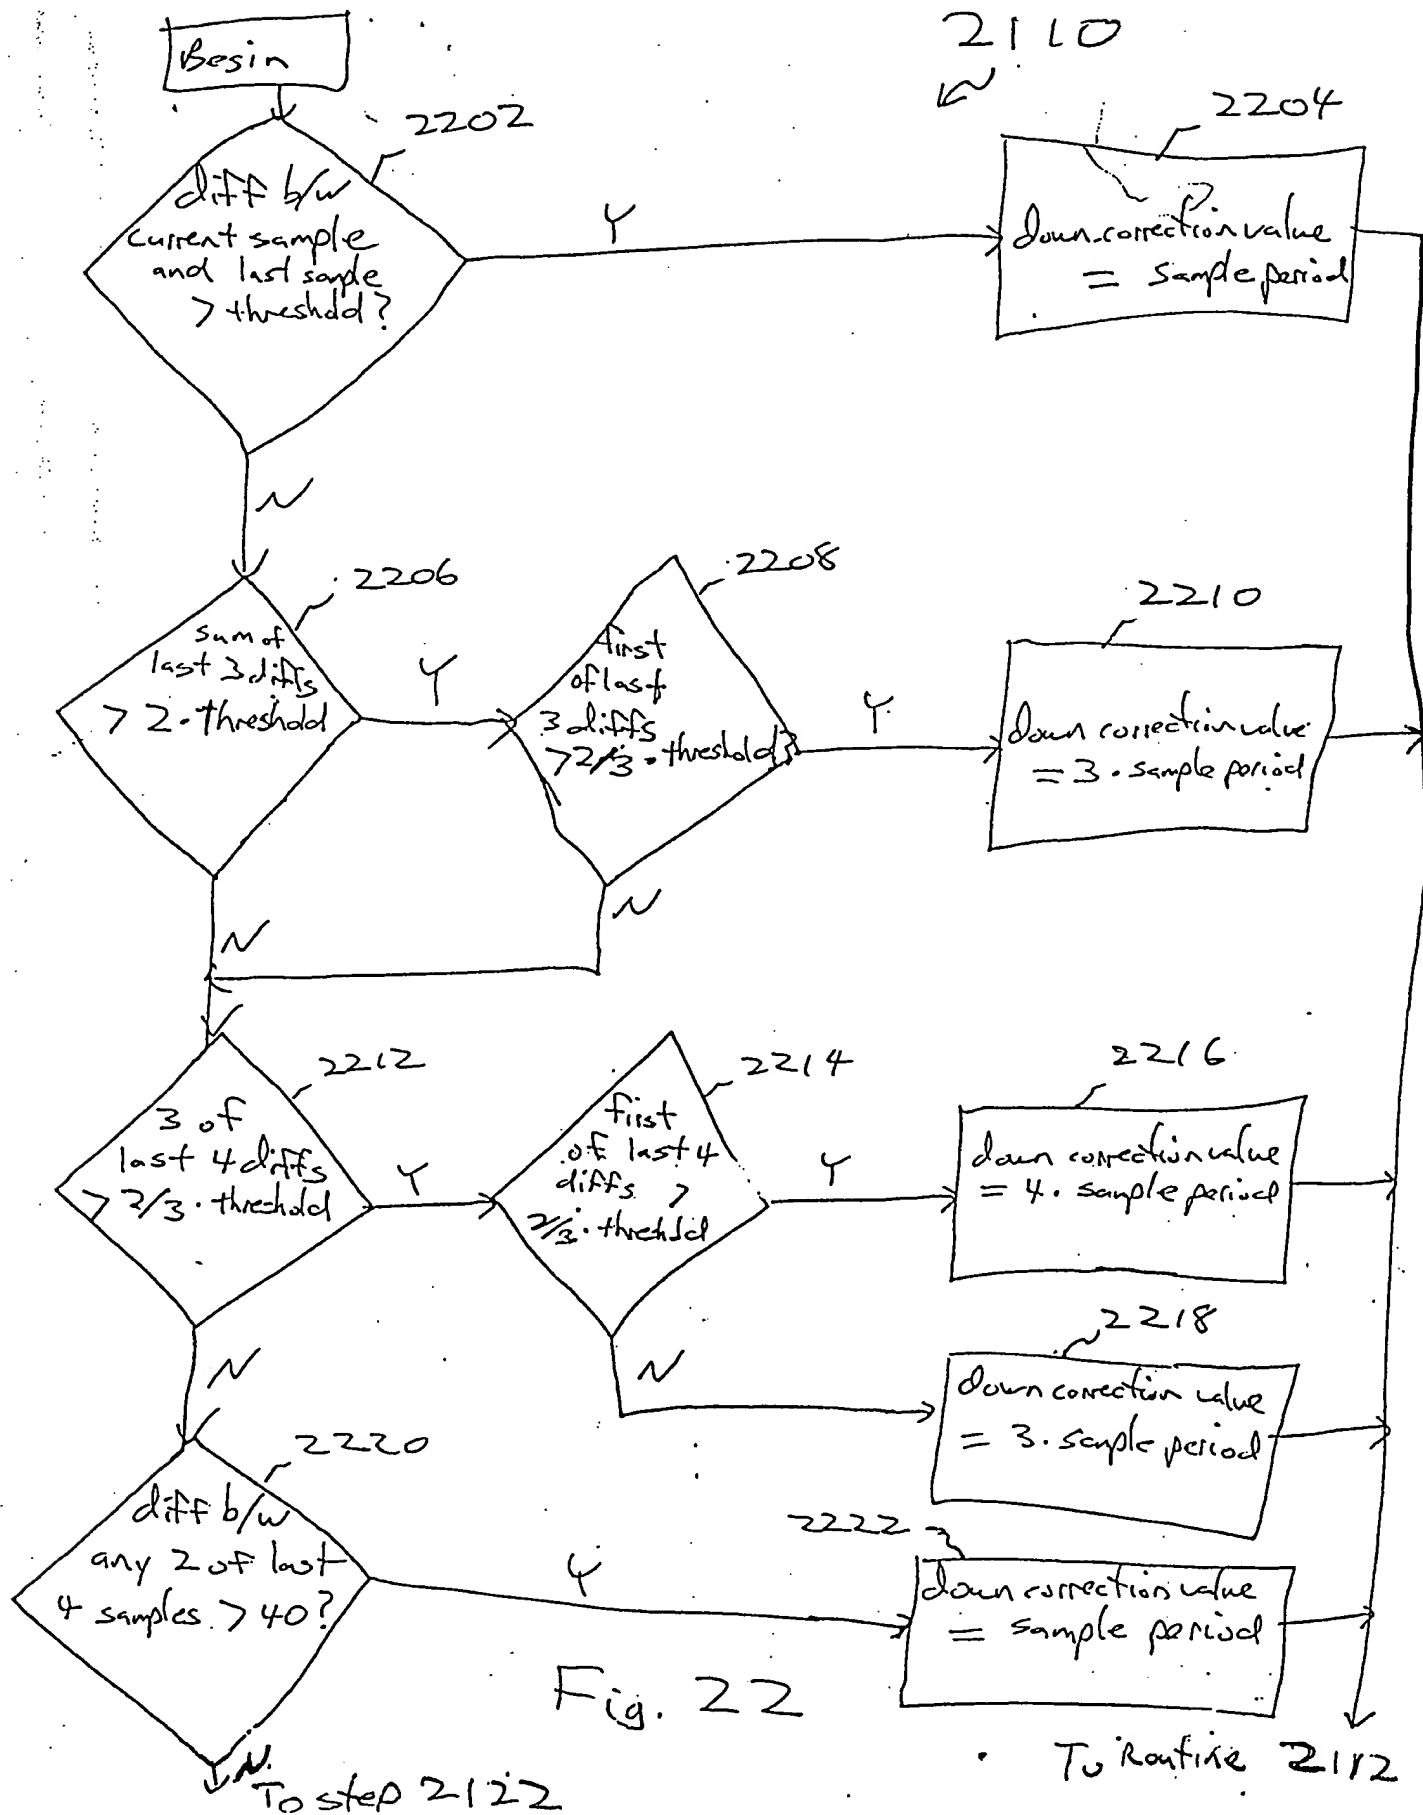 Begin
2110
2202
2204
diff b/w
current sample
and last sample
> threshold?
Y
down correction value
= sample period
N
2206
2208
2210
sum of
last 3 diffs
> 2 · threshold
Y
first
of last
3 diffs
> 2/3 · threshold?
Y
down correction value
= 3 · sample period
N
N
2212
2214
2216
3 of
last 4 diffs
> 2/3 · threshold
Y
first
of last 4
diffs >
2/3 · threshold
Y
down correction value
= 4 · sample period
N
N
2218
down correction value
= 3 · sample period
2220
2222
diff b/w
any 2 of last
4 samples > 40?
Y
down correction value
= sample period
Fig. 22
N
To step 2122
To Routine 2112